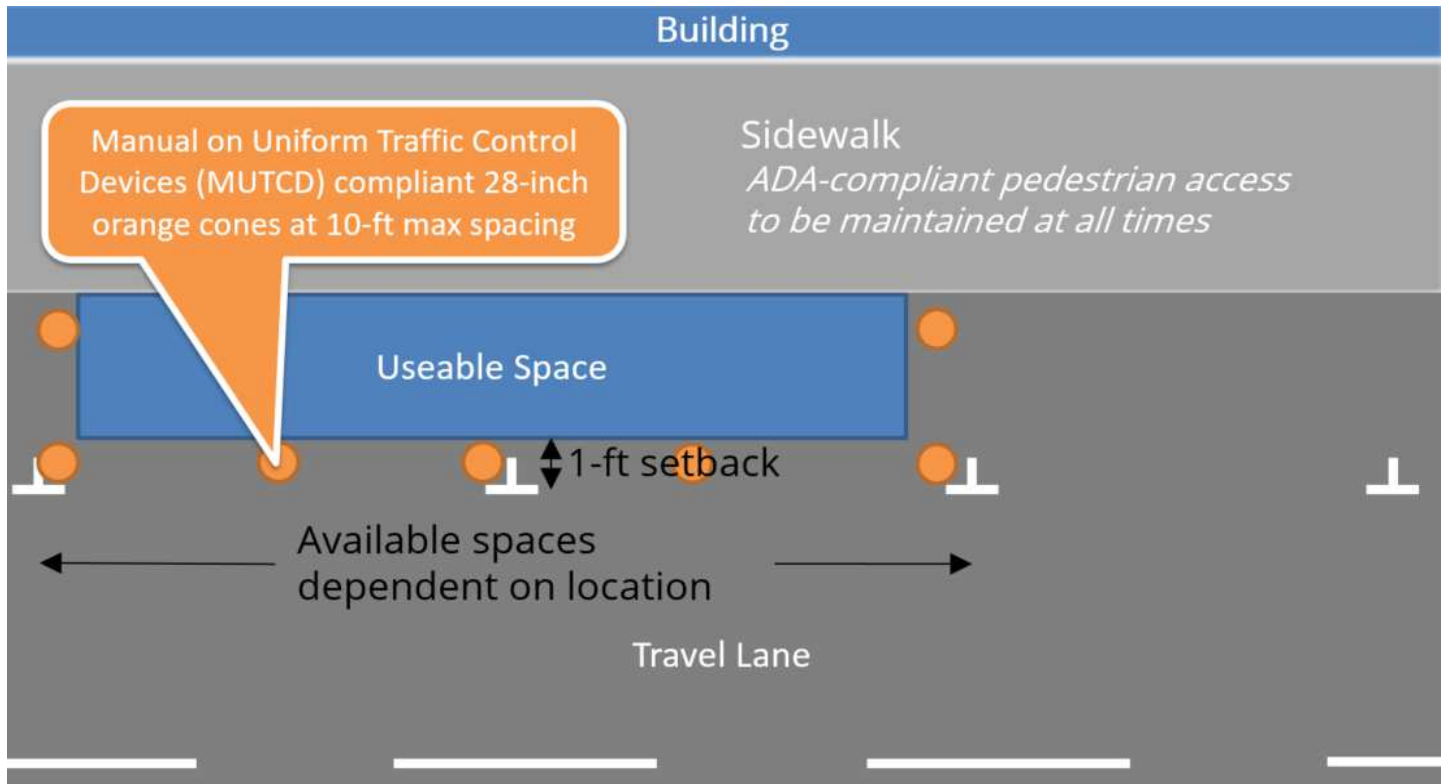 Building
Manual on Uniform Traffic Control
Devices (MUTCD) compliant 28-inch
orange cones at 10-ft max spacing
Sidewalk
ADA-compliant pedestrian access
to be maintained at all times
Useable Space
1-ft setback
Available spaces
dependent on location
Travel Lane